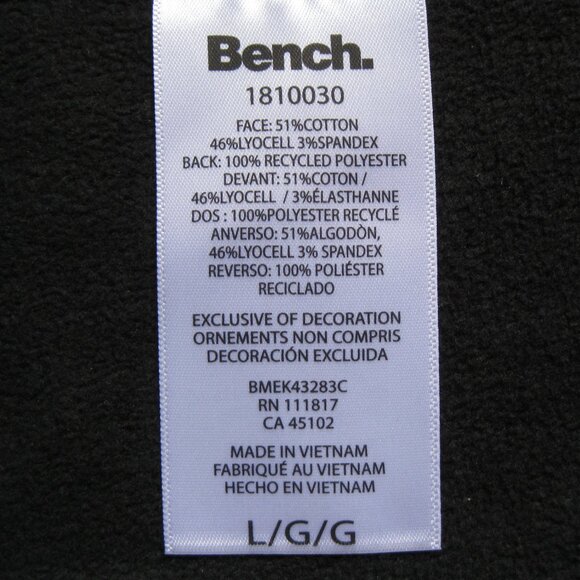 Bench.
1810030
FACE: 51%COTTON
46%LYOCELL 3%SPANDEX
BACK: 100% RECYCLED POLYESTER
DEVANT: 51%COTON /
46%LYOCELL / 3%ÉLASTHANNE
DOS : 100%POLYESTER RECYCLÉ
ANVERSO: 51%ALGODÒN,
46%LYOCELL 3% SPANDEX
REVERSO: 100% POLIÉSTER
RECICLADO
EXCLUSIVE OF DECORATION
ORNEMENTS NON COMPRIS
DECORACIÓN EXCLUIDA
BMEK43283C
RN 111817
CA 45102
MADE IN VIETNAM
FABRIQUÉ AU VIETNAM
HECHO EN VIETNAM
L/G/G